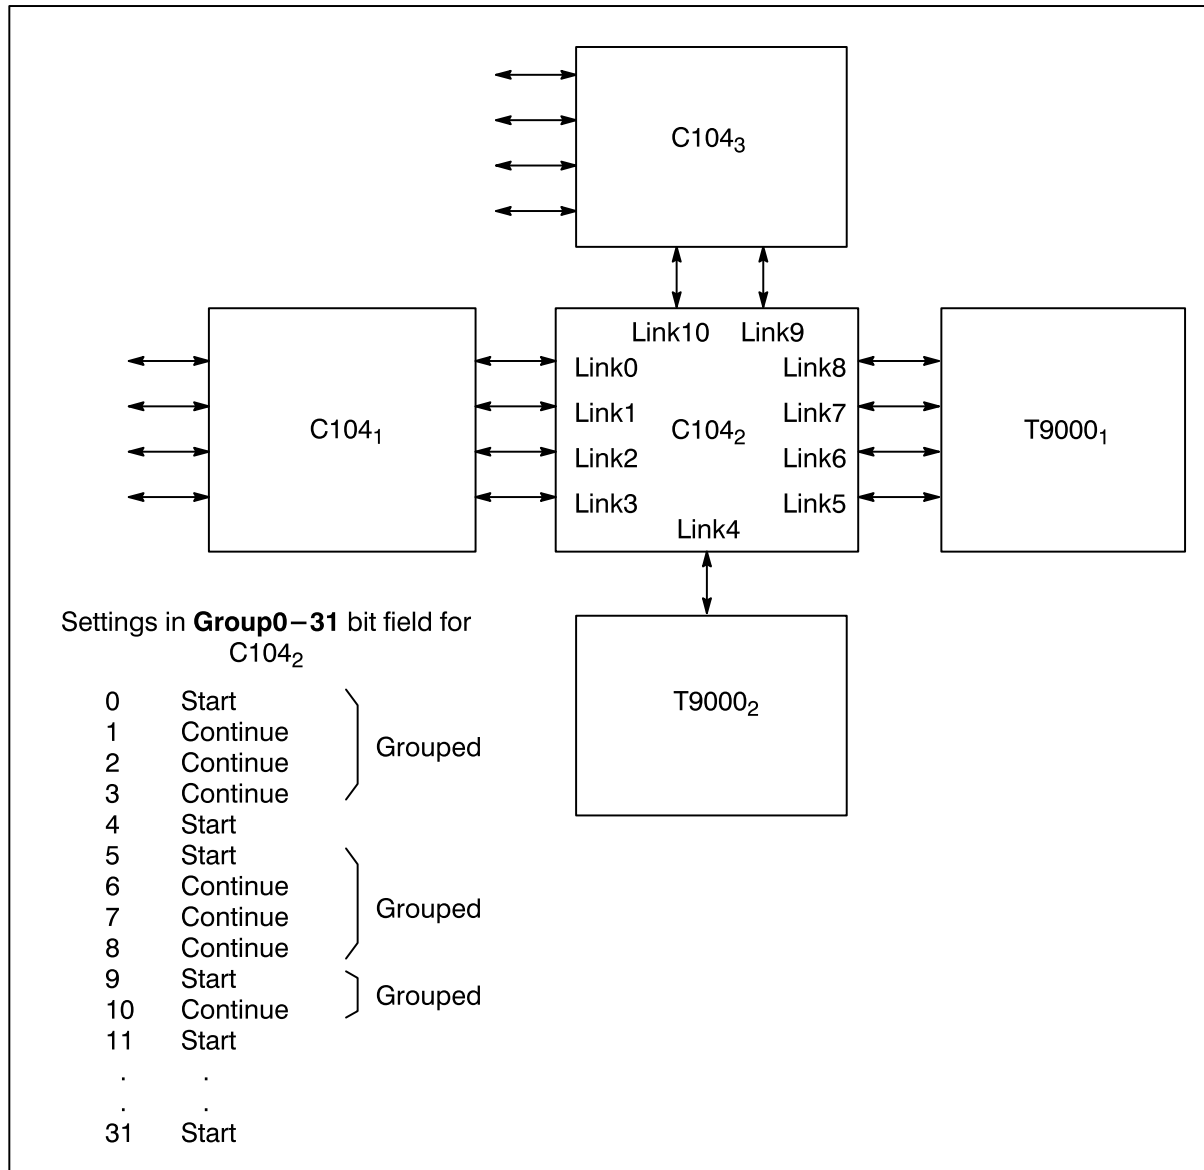 C104₃
Link10 Link9
Link0 Link8
Link1 Link7
C104₁ C104₂ T9000₁
Link2 Link6
Link3 Link5
Link4
Settings in Group0–31 bit field for
C104₂
T9000₂
0 Start
1 Continue
2 Continue
Grouped
3 Continue
4 Start
5 Start
6 Continue
7 Continue
Grouped
8 Continue
9 Start
Grouped
10 Continue
11 Start
. .
. .
31 Start